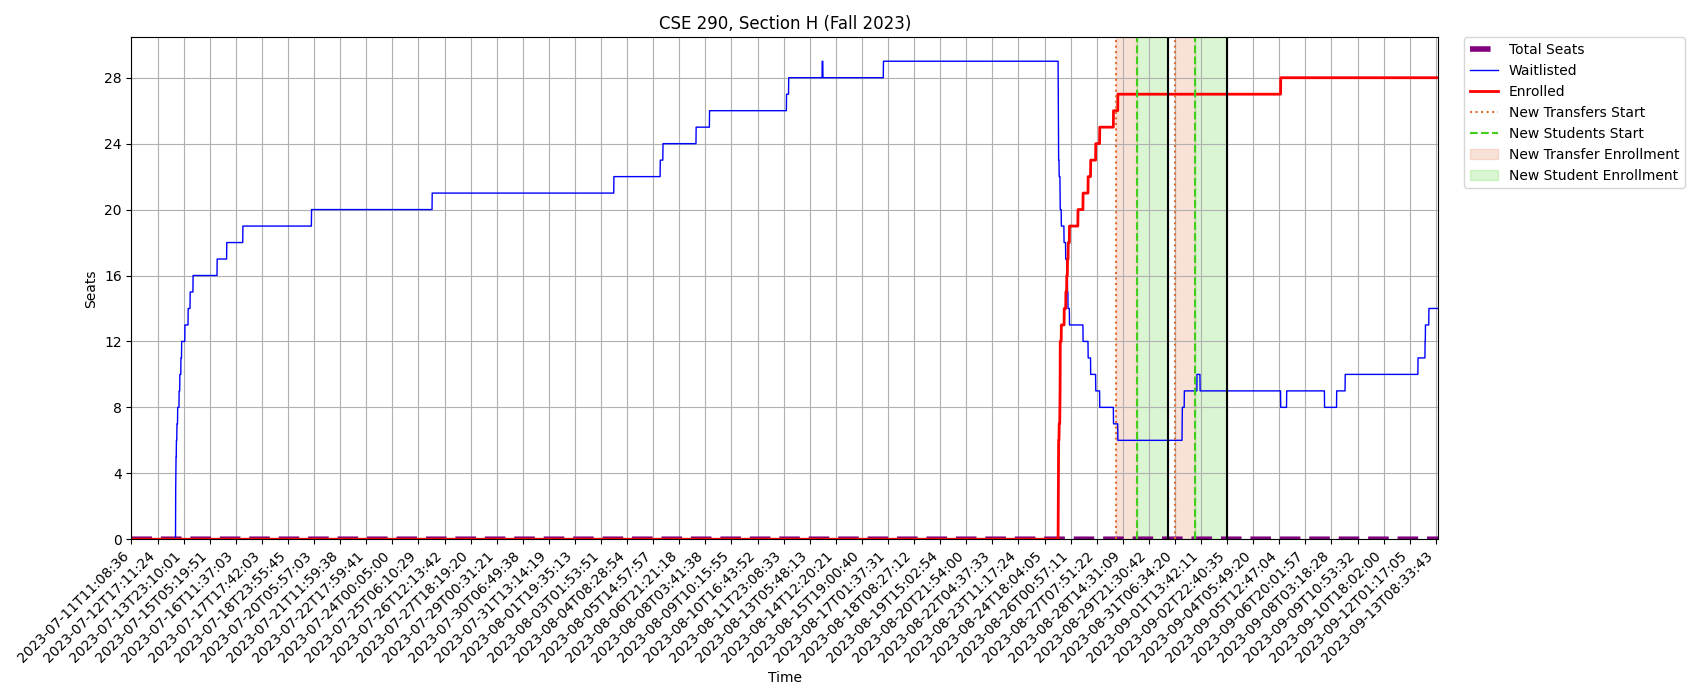 CSE 290, Section H (Fall 2023)
Total Seats
Waitlisted
Enrolled
New Transfers Start
New Students Start
New Transfer Enrollment
New Student Enrollment
28
24
20
16
12
8
4
0
Seats
2023-07-11T11:08:36
2023-07-12T17:11:24
2023-07-13T23:10:01
2023-07-15T05:19:51
2023-07-16T11:37:03
2023-07-17T17:42:03
2023-07-18T23:55:45
2023-07-20T05:57:03
2023-07-21T11:59:38
2023-07-22T17:59:41
2023-07-24T00:05:00
2023-07-25T06:10:29
2023-07-26T12:13:42
2023-07-27T18:19:20
2023-07-29T00:31:21
2023-07-30T06:49:38
2023-07-31T13:14:19
2023-08-01T19:35:13
2023-08-03T01:53:51
2023-08-04T08:28:54
2023-08-05T14:57:57
2023-08-06T21:21:18
2023-08-08T03:41:38
2023-08-09T10:15:55
2023-08-10T16:43:52
2023-08-11T23:08:33
2023-08-13T05:48:13
2023-08-14T12:20:21
2023-08-15T19:00:40
2023-08-17T01:37:31
2023-08-18T08:27:12
2023-08-19T15:02:54
2023-08-20T21:54:00
2023-08-22T04:37:33
2023-08-23T11:17:24
2023-08-24T18:04:05
2023-08-26T00:57:11
2023-08-27T07:51:22
2023-08-28T14:31:09
2023-08-29T21:30:42
2023-08-31T06:34:20
2023-09-01T13:42:11
2023-09-02T22:40:35
2023-09-04T05:49:20
2023-09-05T12:47:04
2023-09-06T20:01:57
2023-09-08T03:18:28
2023-09-09T10:53:32
2023-09-10T18:02:00
2023-09-12T01:17:05
2023-09-13T08:33:43
Time